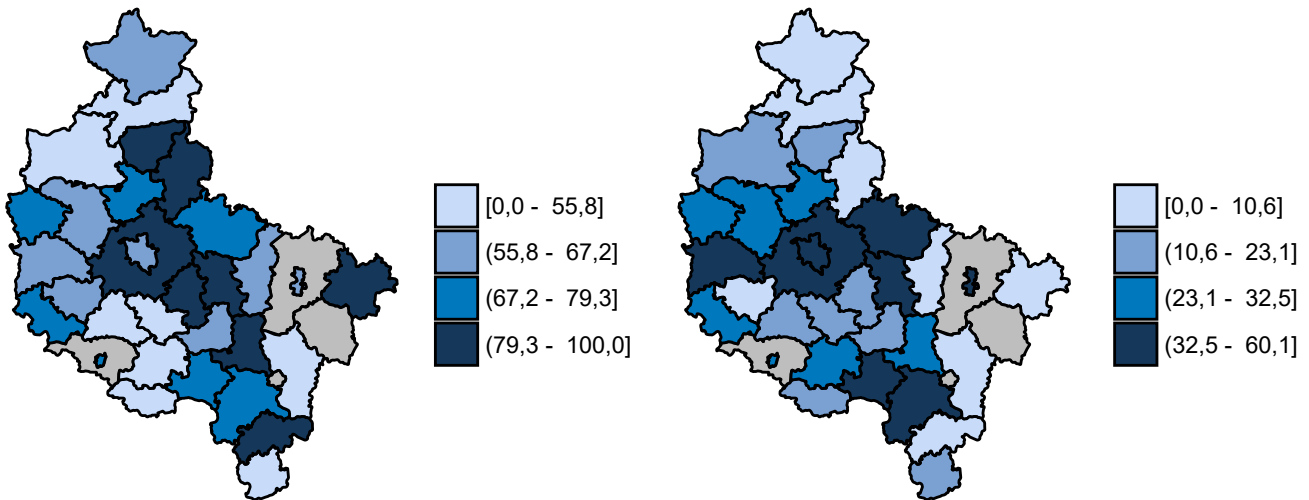 [0,0 - 55,8]
(55,8 - 67,2]
(67,2 - 79,3]
(79,3 - 100,0]
[0,0 - 10,6]
(10,6 - 23,1]
(23,1 - 32,5]
(32,5 - 60,1]